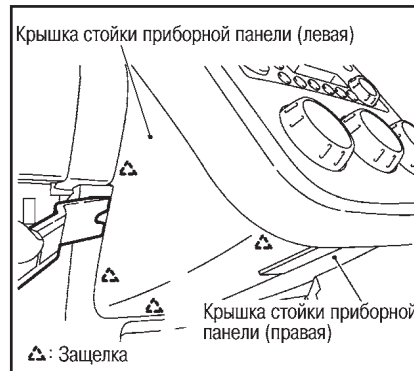 Крышка стойки приборной панели (левая)
Крышка стойки приборной
панели (правая)
: Защелка